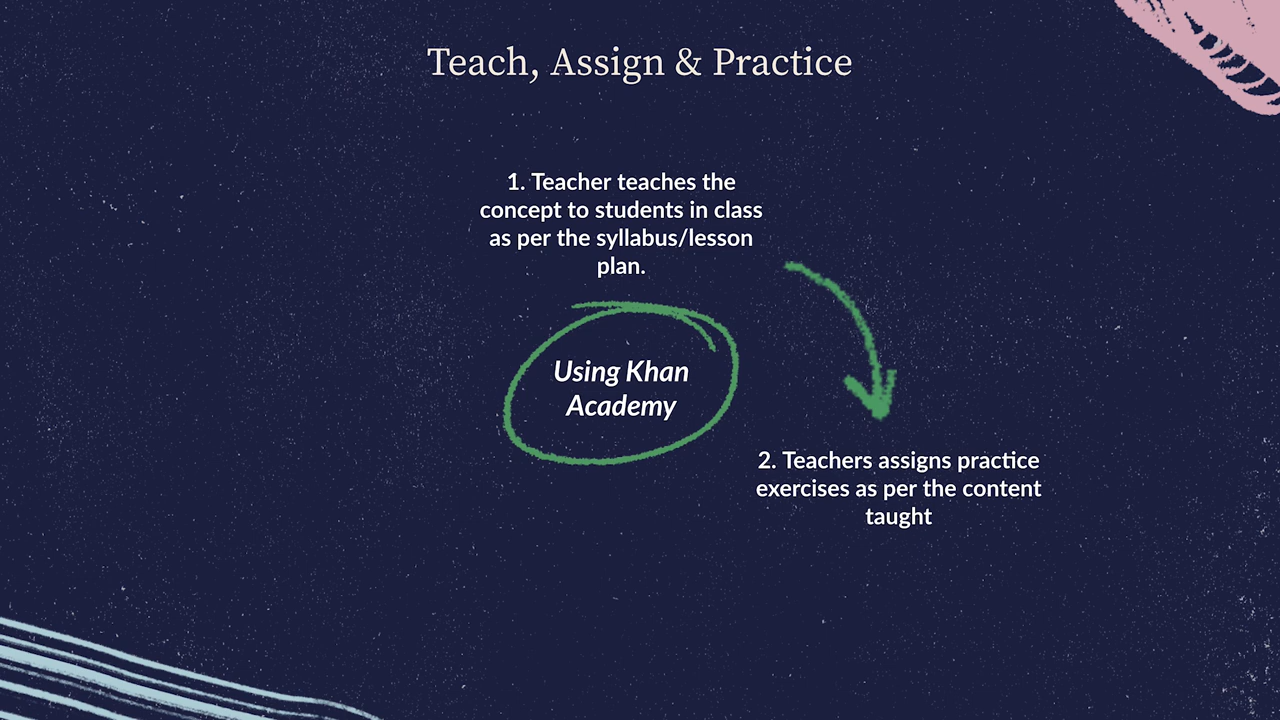 Teach, Assign & Practice
1. Teacher teaches the
concept to students in class
as per the syllabus/lesson
plan.
Using Khan
Academy
2. Teachers assigns practice
exercises as per the content
taught